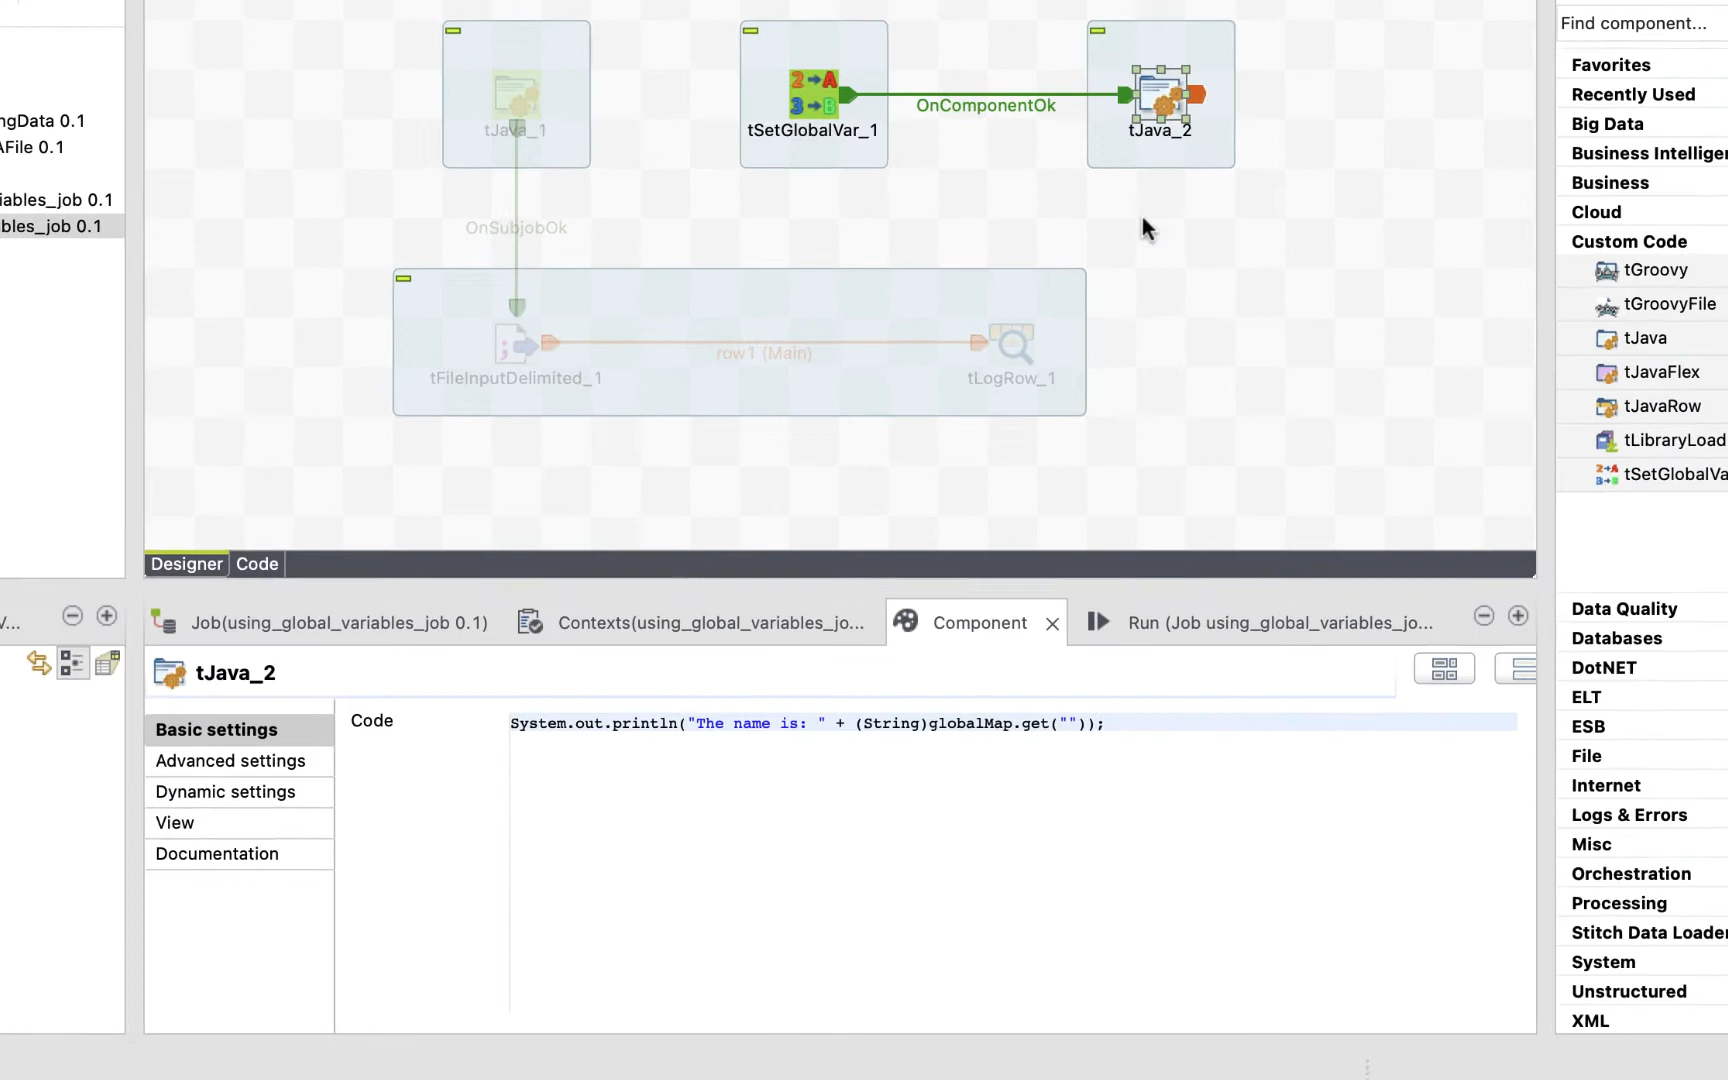 ngData 0.1
AFile 0.1
iables_job 0.1
bles_job 0.1
tJava_1
tSetGlobalVar_1
OnComponentOk
tJava_2
OnSubjobOk
tFileInputDelimited_1
row1 (Main)
tLogRow_1
Designer
Code
Find component...
Favorites
Recently Used
Big Data
Business Intelliger
Business
Cloud
Custom Code
tGroovy
tGroovyFile
tJava
tJavaFlex
tJavaRow
tLibraryLoad
tSetGlobalVa
Data Quality
Databases
DotNET
ELT
ESB
File
Internet
Logs & Errors
Misc
Orchestration
Processing
Stitch Data Loader
System
Unstructured
XML
V...
Job(using_global_variables_job 0.1)
Contexts(using_global_variables_jo...
Component
Run (Job using_global_variables_jo...
tJava_2
Basic settings
Advanced settings
Dynamic settings
View
Documentation
Code
System.out.println("The name is: " + (String)globalMap.get(""));